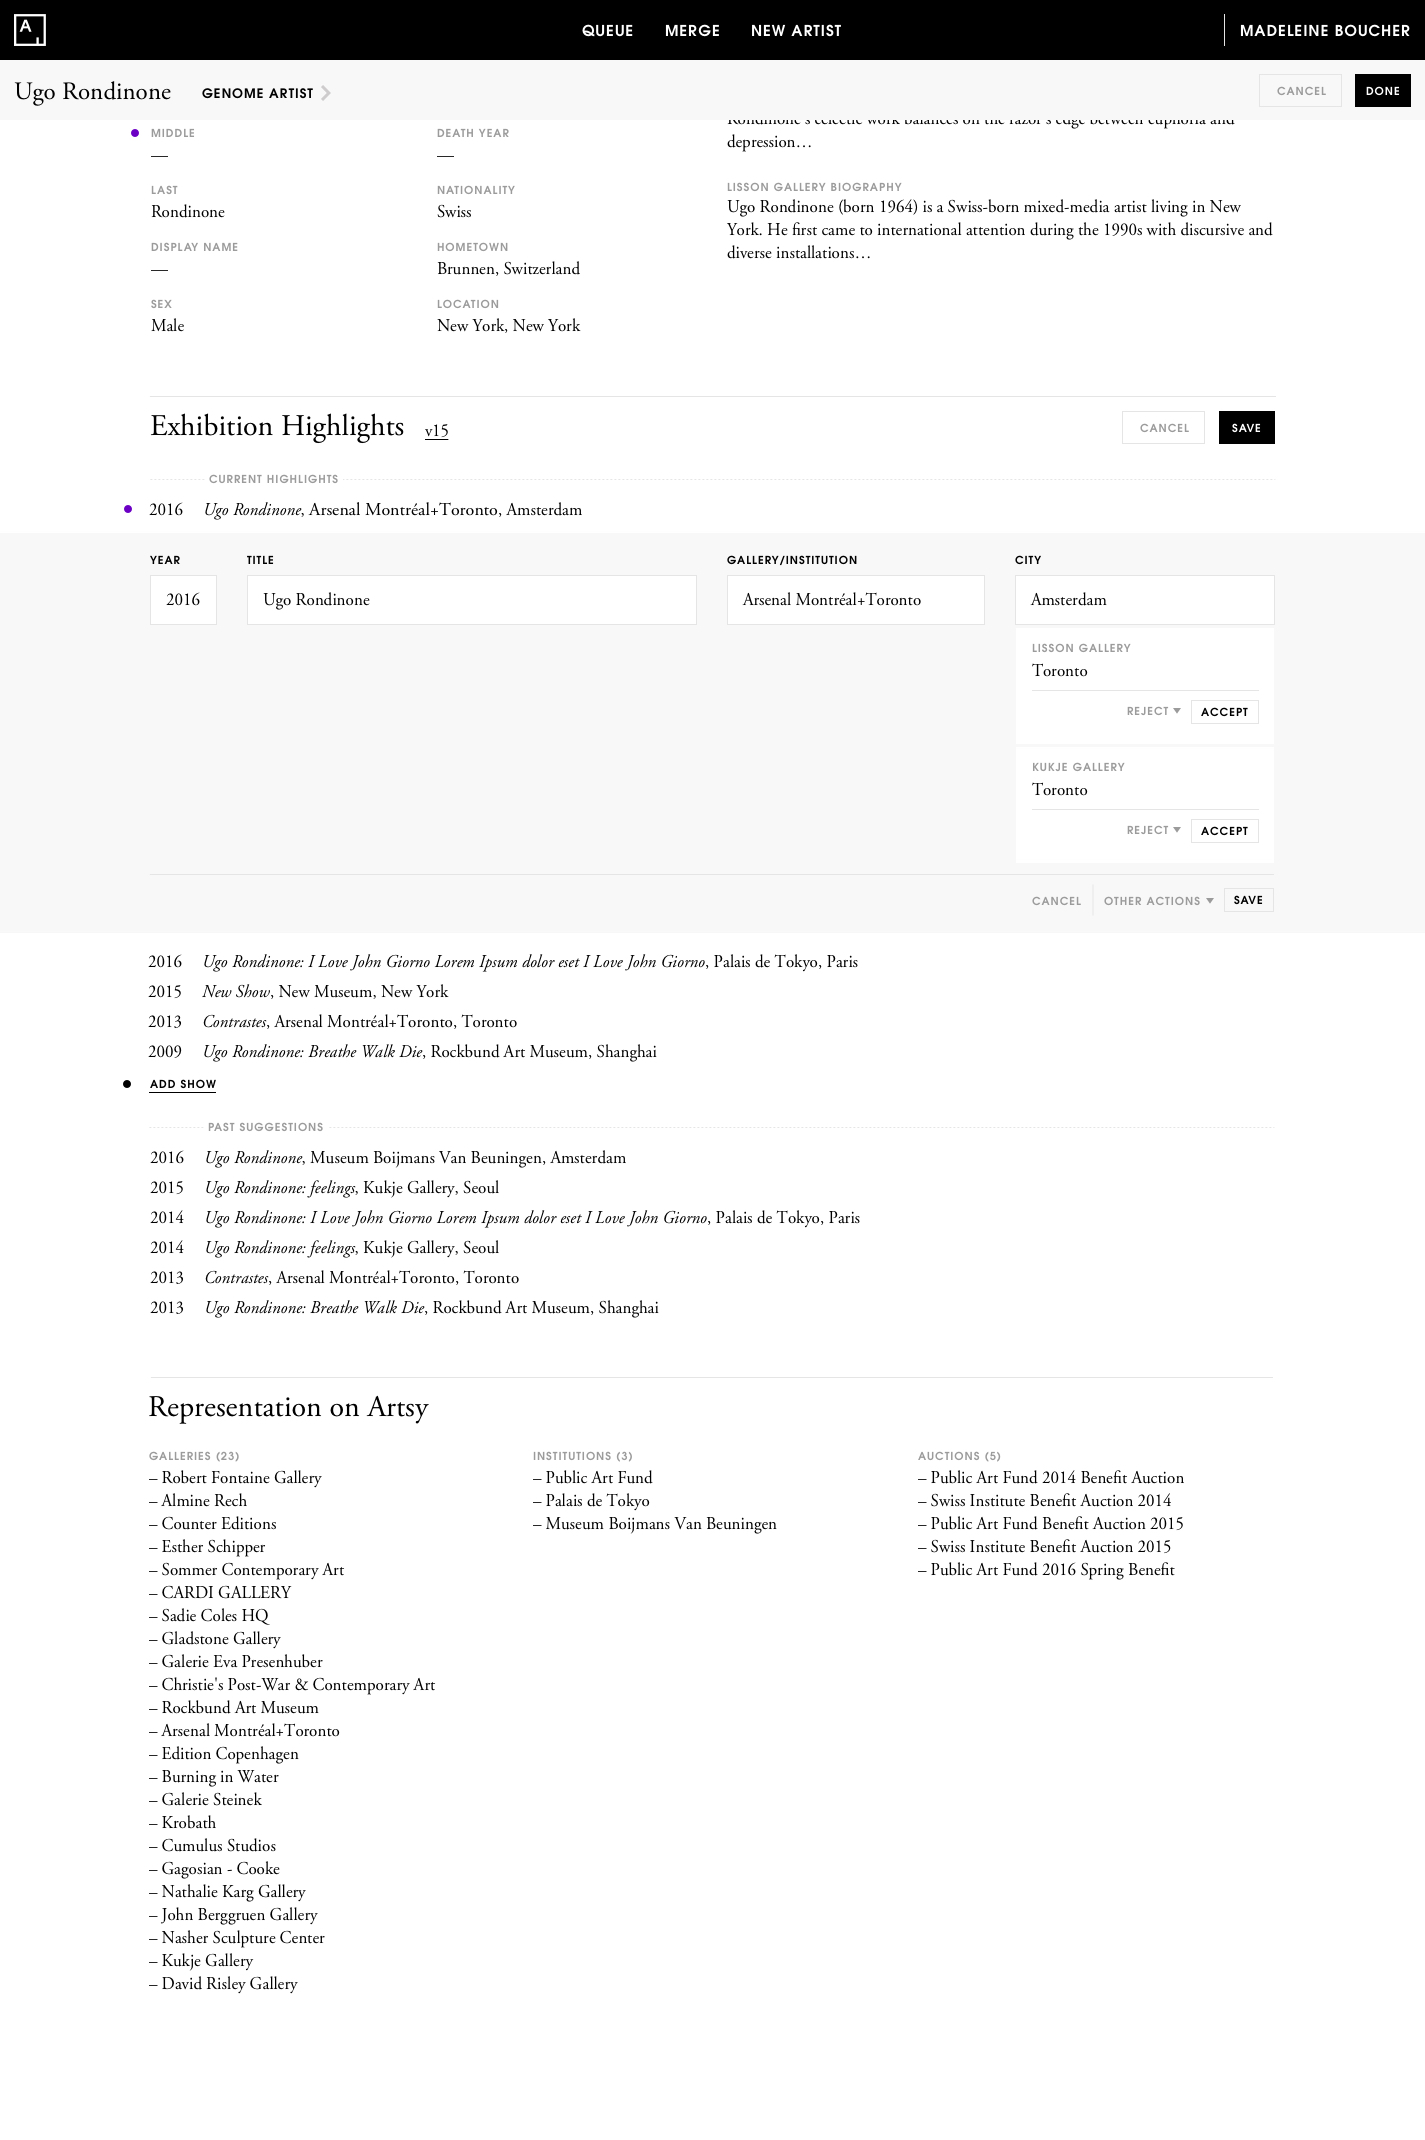 A
QUEUE MERGE NEW ARTIST
MADELEINE BOUCHER
Ugo Rondinone GENOME ARTIST
CANCEL DONE
MIDDLE
—
LAST
Rondinone
DISPLAY NAME
—
SEX
Male
DEATH YEAR
—
NATIONALITY
Swiss
HOMETOWN
Brunnen, Switzerland
LOCATION
New York, New York
Rondinone's eclectic work balances on the razor's edge between euphoria and
depression…
LISSON GALLERY BIOGRAPHY
Ugo Rondinone (born 1964) is a Swiss-born mixed-media artist living in New
York. He first came to international attention during the 1990s with discursive and
diverse installations…
Exhibition Highlights v15
CANCEL SAVE
CURRENT HIGHLIGHTS
2016 Ugo Rondinone, Arsenal Montréal+Toronto, Amsterdam
YEAR TITLE GALLERY/INSTITUTION CITY
2016 Ugo Rondinone Arsenal Montréal+Toronto Amsterdam
LISSON GALLERY
Toronto
REJECT ACCEPT
KUKJE GALLERY
Toronto
REJECT ACCEPT
CANCEL OTHER ACTIONS SAVE
2016 Ugo Rondinone: I Love John Giorno Lorem Ipsum dolor eset I Love John Giorno, Palais de Tokyo, Paris
2015 New Show, New Museum, New York
2013 Contrastes, Arsenal Montréal+Toronto, Toronto
2009 Ugo Rondinone: Breathe Walk Die, Rockbund Art Museum, Shanghai
ADD SHOW
PAST SUGGESTIONS
2016 Ugo Rondinone, Museum Boijmans Van Beuningen, Amsterdam
2015 Ugo Rondinone: feelings, Kukje Gallery, Seoul
2014 Ugo Rondinone: I Love John Giorno Lorem Ipsum dolor eset I Love John Giorno, Palais de Tokyo, Paris
2014 Ugo Rondinone: feelings, Kukje Gallery, Seoul
2013 Contrastes, Arsenal Montréal+Toronto, Toronto
2013 Ugo Rondinone: Breathe Walk Die, Rockbund Art Museum, Shanghai
Representation on Artsy
GALLERIES (23)
– Robert Fontaine Gallery
– Almine Rech
– Counter Editions
– Esther Schipper
– Sommer Contemporary Art
– CARDI GALLERY
– Sadie Coles HQ
– Gladstone Gallery
– Galerie Eva Presenhuber
– Christie's Post-War & Contemporary Art
– Rockbund Art Museum
– Arsenal Montréal+Toronto
– Edition Copenhagen
– Burning in Water
– Galerie Steinek
– Krobath
– Cumulus Studios
– Gagosian - Cooke
– Nathalie Karg Gallery
– John Berggruen Gallery
– Nasher Sculpture Center
– Kukje Gallery
– David Risley Gallery
INSTITUTIONS (3)
– Public Art Fund
– Palais de Tokyo
– Museum Boijmans Van Beuningen
AUCTIONS (5)
– Public Art Fund 2014 Benefit Auction
– Swiss Institute Benefit Auction 2014
– Public Art Fund Benefit Auction 2015
– Swiss Institute Benefit Auction 2015
– Public Art Fund 2016 Spring Benefit